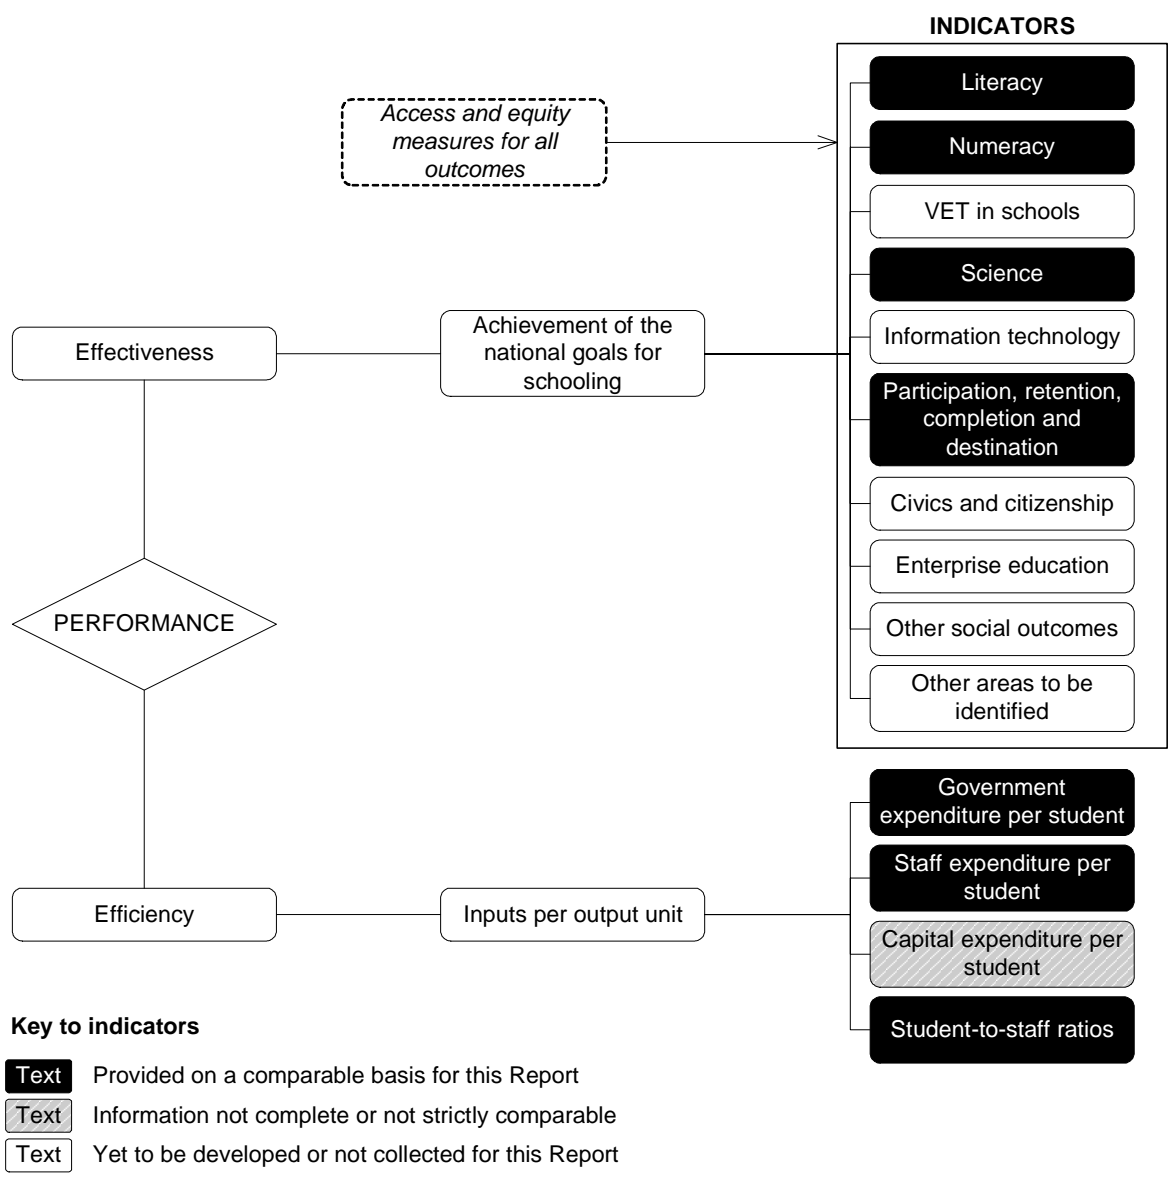 INDICATORS
Access and equity
measures for all
outcomes
Literacy
Numeracy
VET in schools
Science
Information technology
Participation, retention,
completion and
destination
Civics and citizenship
Enterprise education
Other social outcomes
Other areas to be
identified
Effectiveness
Achievement of the
national goals for
schooling
PERFORMANCE
Efficiency
Inputs per output unit
Government
expenditure per student
Staff expenditure per
student
Capital expenditure per
student
Student-to-staff ratios
Key to indicators
Text Provided on a comparable basis for this Report
Text Information not complete or not strictly comparable
Text Yet to be developed or not collected for this Report